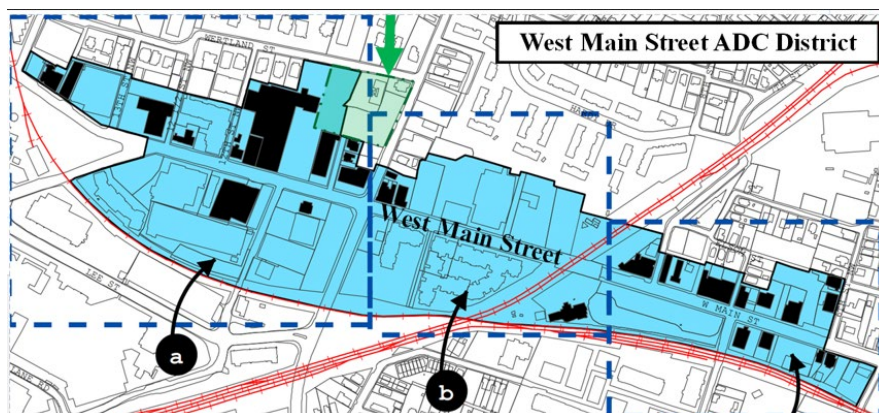 West Main Street ADC District
WERTLAND ST
West Main Street
W MAIN ST
LEE ST
a
b